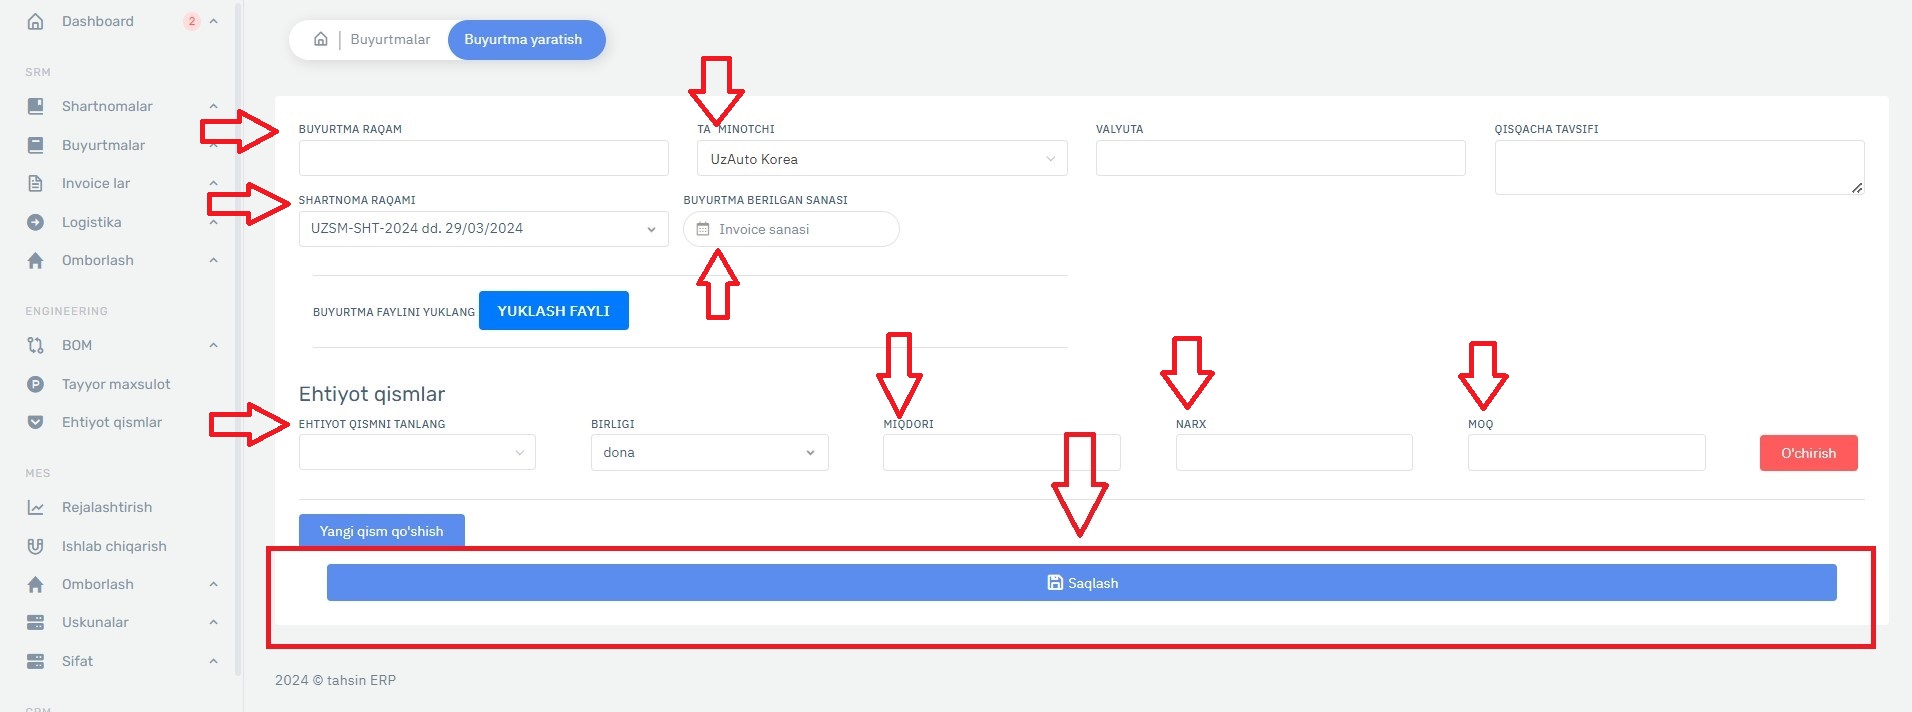 Dashboard 2
SRM
Shartnomalar
Buyurtmalar
Invoice lar
Logistika
Omborlash
ENGINEERING
BOM
Tayyor maxsulot
Ehtiyot qismlar
MES
Rejalashtirish
Ishlab chiqarish
Omborlash
Uskunalar
Sifat
Buyurtmalar Buyurtma yaratish
BUYURTMA RAQAM
TA' MINOTCHI
UzAuto Korea
VALYUTA
QISQACHA TAVSIFI
SHARTNOMA RAQAMI
UZSM-SHT-2024 dd. 29/03/2024
BUYURTMA BERILGAN SANASI
Invoice sanasi
BUYURTMA FAYLINI YUKLANG YUKLASH FAYLI
Ehtiyot qismlar
EHTIYOT QISMNI TANLANG
BIRLIGI
dona
MIQDORI
NARX
MOQ
O'chirish
Yangi qism qo'shish
Saqlash
2024 © tahsin ERP